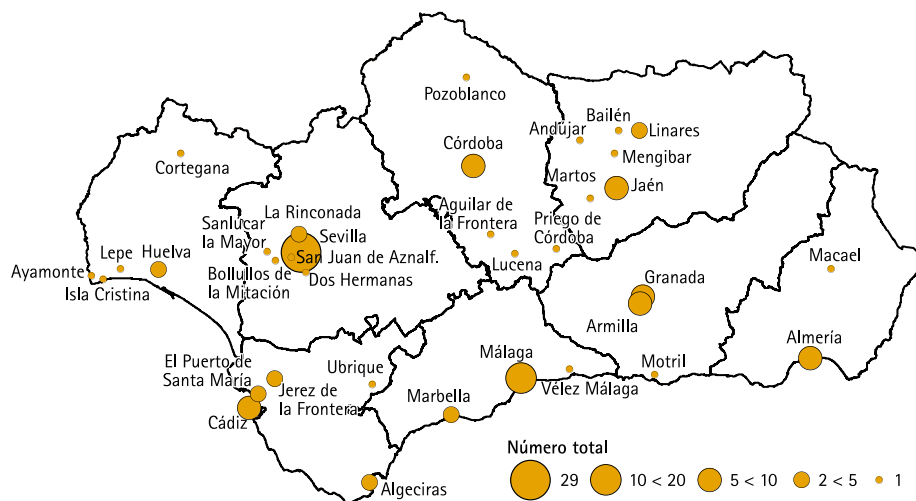 Pozoblanco
Bailén
Andújar
Linares
Córdoba
Mengibar
Cortegana
Martos
Jaén
Aguilar de
la Frontera
La Rinconada
Priego de
Córdoba
Sanlúcar
la Mayor
Sevilla
Lepe
Huelva
San Juan de Aznalf.
Lucena
Macael
Ayamonte
Bollullos de
la Mitación
Dos Hermanas
Granada
Isla Cristina
Armilla
Almería
El Puerto de
Santa María
Ubrique
Málaga
Motril
Vélez Málaga
Jerez de
la Frontera
Marbella
Cádiz
Número total
29
10 < 20
5 < 10
2 < 5
1
Algeciras